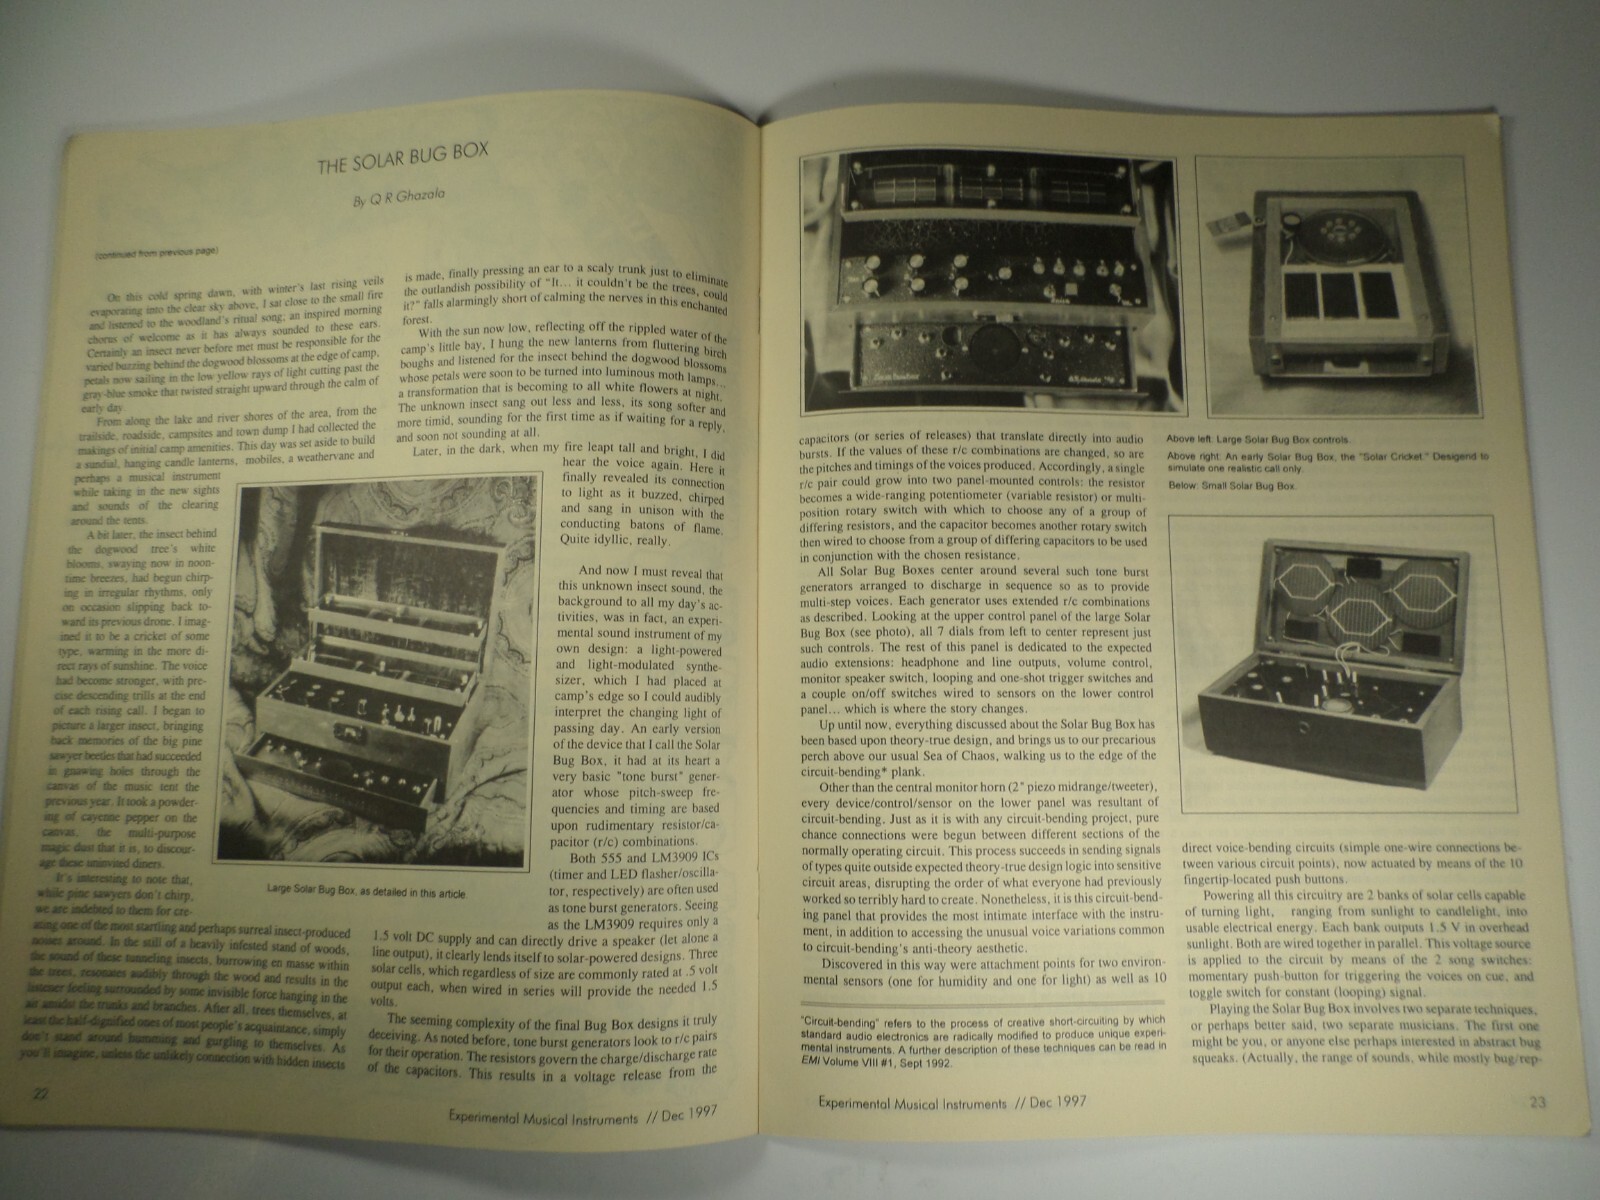 THE SOLAR BUG BOX
By Q R Ghazala
(continued from previous page)
On this cold spring dawn, with winter's last rising veils
evaporating into the clear sky above, I sat close to the small fire
and listened to the woodland's ritual song, an inspired morning
chorus of welcome as it has always sounded to these ears.
Certainly an insect never before met must be responsible for the
varied buzzing behind the dogwood blossoms at the edge of camp,
petals now sailing in the low yellow rays of light cutting past the
gray-blue smoke that twisted straight upward through the calm of
early day
From along the lake and river shores of the area, from the
trailside, roadside, campsites and town dump I had collected the
makings of initial camp amenities. This day was set aside to build
a sundial, hanging candle lanterns, mobiles, a weathervane and
perhaps a musical instrument
while taking in the new sights
and sounds of the clearing
around the tents.
A bit later, the insect behind
the dogwood tree's white
blooms, swaying now in noon-
time breezes, had begun chirp-
ing in irregular rhythms, only
on occasion slipping back to-
ward its previous drone. I imag-
ined it to be a cricket of some
type, warming in the more di-
rect rays of sunshine. The voice
had become stronger, with pre-
cise descending trills at the end
of each rising call. I began to
picture a larger insect, bringing
back memories of the big pine
sawyer beetles that had succeeded
in gnawing holes through the
canvas of the music tent the
previous year. It took a powder-
ing of cayenne pepper on the
canvas, the multi-purpose
magic dust that it is, to discour-
age these uninvited diners.
It's interesting to note that,
while pine sawyers don't chirp,
we are indebted to them for cre-
ating one of the most startling and perhaps surreal insect-produced
noises around. In the still of a heavily infested stand of woods,
the sound of these tunneling insects, burrowing en masse within
the trees, resonates audibly through the wood and results in the
listener feeling surrounded by some invisible force hanging in the
air amidst the trunks and branches. After all, trees themselves, at
least the half-dignified ones of most people's acquaintance, simply
don't stand around humming and gurgling to themselves. As
you'll imagine, unless the unlikely connection with hidden insects
is made, finally pressing an ear to a scaly trunk just to eliminate
the outlandish possibility of "It... it couldn't be the trees, could
it?" falls alarmingly short of calming the nerves in this enchanted
forest.
With the sun now low, reflecting off the rippled water of the
camp's little bay, I hung the new lanterns from fluttering birch
boughs and listened for the insect behind the dogwood blossoms
whose petals were soon to be turned into luminous moth lamps...
a transformation that is becoming to all white flowers at night.
The unknown insect sang out less and less, its song softer and
more timid, sounding for the first time as if waiting for a reply,
and soon not sounding at all.
Later, in the dark, when my fire leapt tall and bright, I did
hear the voice again. Here it
finally revealed its connection
to light as it buzzed, chirped
and sang in unison with the
conducting batons of flame.
Quite idyllic, really.
And now I must reveal that
this unknown insect sound, the
background to all my day's ac-
tivities, was in fact, an experi-
mental sound instrument of my
own design: a light-powered
and light-modulated synthe-
sizer, which I had placed at
camp's edge so I could audibly
interpret the changing light of
passing day. An early version
of the device that I call the Solar
Bug Box, it had at its heart a
very basic "tone burst" gener-
ator whose pitch-sweep fre-
quencies and timing are based
upon rudimentary resistor/ca-
pacitor (r/c) combinations.
Both 555 and LM3909 ICs
(timer and LED flasher/oscilla-
tor, respectively) are often used
as tone burst generators. Seeing
as the LM3909 requires only a
1.5 volt DC supply and can directly drive a speaker (let alone a
line output), it clearly lends itself to solar-powered designs. Three
solar cells, which regardless of size are commonly rated at .5 volt
output each, when wired in series will provide the needed 1.5
volts.
The seeming complexity of the final Bug Box designs it truly
deceiving. As noted before, tone burst generators look to r/c pairs
for their operation. The resistors govern the charge/discharge rate
of the capacitors. This results in a voltage release from the
Large Solar Bug Box, as detailed in this article.
22
Experimental Musical Instruments // Dec 1997
capacitors (or series of releases) that translate directly into audio
bursts. If the values of these r/c combinations are changed, so are
the pitches and timings of the voices produced. Accordingly, a single
r/c pair could grow into two panel-mounted controls: the resistor
becomes a wide-ranging potentiometer (variable resistor) or multi-
position rotary switch with which to choose any of a group of
differing resistors, and the capacitor becomes another rotary switch
then wired to choose from a group of differing capacitors to be used
in conjunction with the chosen resistance.
All Solar Bug Boxes center around several such tone burst
generators arranged to discharge in sequence so as to provide
multi-step voices. Each generator uses extended r/c combinations
as described. Looking at the upper control panel of the large Solar
Bug Box (see photo), all 7 dials from left to center represent just
such controls. The rest of this panel is dedicated to the expected
audio extensions: headphone and line outputs, volume control,
monitor speaker switch, looping and one-shot trigger switches and
a couple on/off switches wired to sensors on the lower control
panel... which is where the story changes.
Up until now, everything discussed about the Solar Bug Box has
been based upon theory-true design, and brings us to our precarious
perch above our usual Sea of Chaos, walking us to the edge of the
circuit-bending* plank.
Other than the central monitor horn (2" piezo midrange/tweeter),
every device/control/sensor on the lower panel was resultant of
circuit-bending. Just as it is with any circuit-bending project, pure
chance connections were begun between different sections of the
normally operating circuit. This process succeeds in sending signals
of types quite outside expected theory-true design logic into sensitive
circuit areas, disrupting the order of what everyone had previously
worked so terribly hard to create. Nonetheless, it is this circuit-bend-
ing panel that provides the most intimate interface with the instru-
ment, in addition to accessing the unusual voice variations common
to circuit-bending's anti-theory aesthetic.
Discovered in this way were attachment points for two environ-
mental sensors (one for humidity and one for light) as well as 10
*Circuit-bending" refers to the process of creative short-circuiting by which
standard audio electronics are radically modified to produce unique experi-
mental instruments. A further description of these techniques can be read in
EMI Volume VIII #1, Sept 1992.
Above left: Large Solar Bug Box controls.
Above right: An early Solar Bug Box, the "Solar Cricket." Desigend to
simulate one realistic call only.
Below: Small Solar Bug Box.
direct voice-bending circuits (simple one-wire connections be-
tween various circuit points), now actuated by means of the 10
fingertip-located push buttons.
Powering all this circuitry are 2 banks of solar cells capable
of turning light, ranging from sunlight to candlelight, into
usable electrical energy. Each bank outputs 1.5 V in overhead
sunlight. Both are wired together in parallel. This voltage source
is applied to the circuit by means of the 2 song switches:
momentary push-button for triggering the voices on cue, and
toggle switch for constant (looping) signal.
Playing the Solar Bug Box involves two separate techniques,
or perhaps better said, two separate musicians. The first one
might be you, or anyone else perhaps interested in abstract bug
squeaks. (Actually, the range of sounds, while mostly bug/rep-
Experimental Musical Instruments // Dec 1997
23